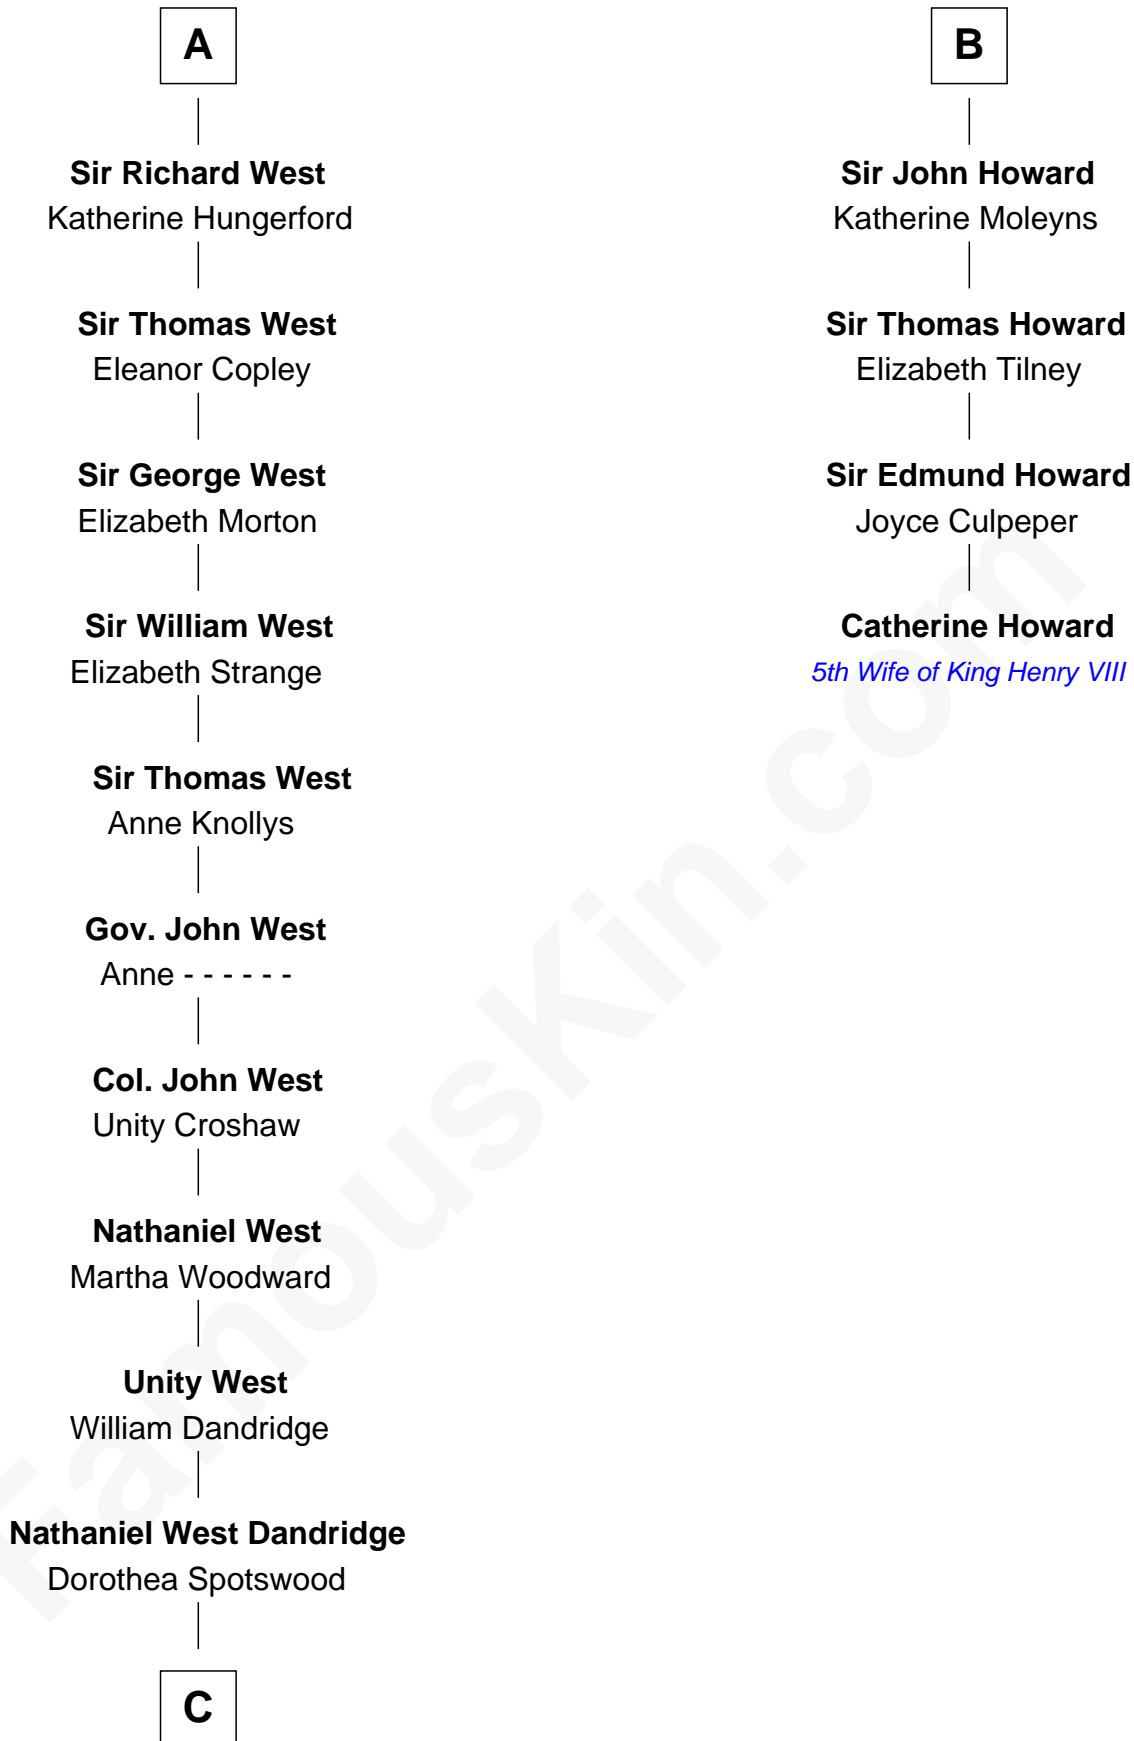 A
Sir Richard West
Katherine Hungerford
Sir Thomas West
Eleanor Copley
Sir George West
Elizabeth Morton
Sir William West
Elizabeth Strange
Sir Thomas West
Anne Knollys
Gov. John West
Anne - - - - - -
Col. John West
Unity Croshaw
Nathaniel West
Martha Woodward
Unity West
William Dandridge
Nathaniel West Dandridge
Dorothea Spotswood
C
B
Sir John Howard
Katherine Moleyns
Sir Thomas Howard
Elizabeth Tilney
Sir Edmund Howard
Joyce Culpeper
Catherine Howard
5th Wife of King Henry VIII
FamousKin.com